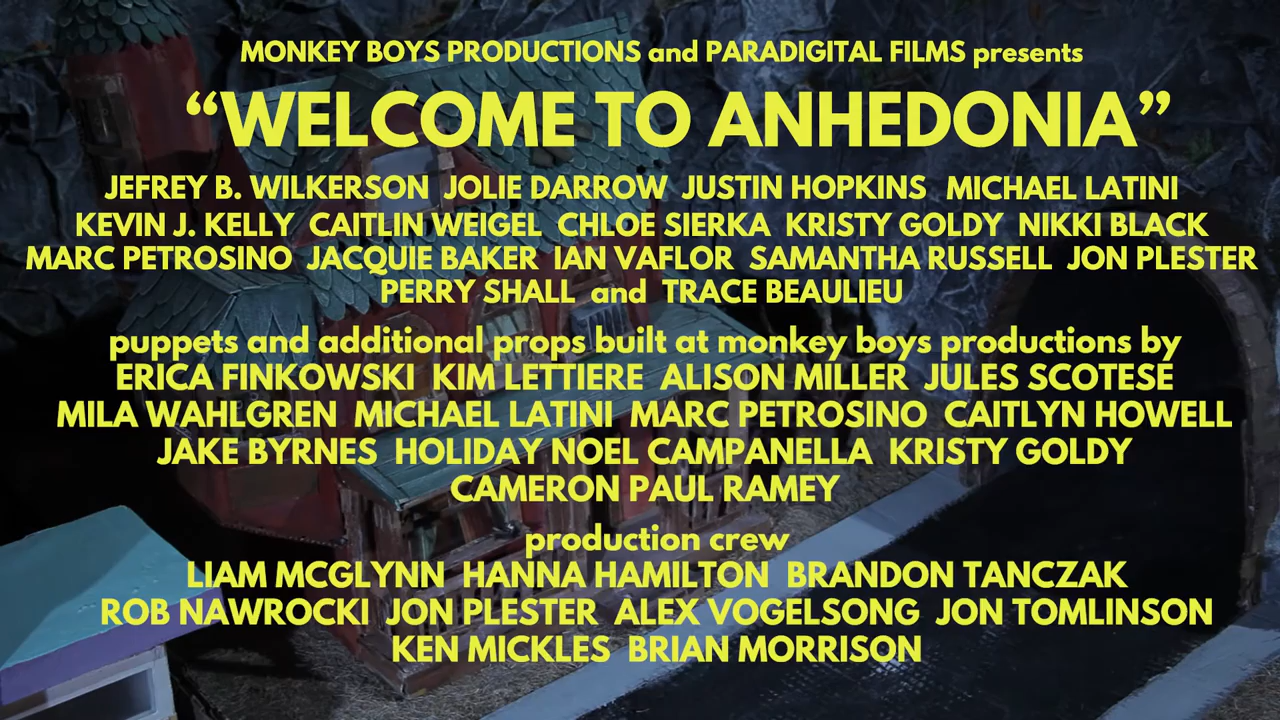 MONKEY BOYS PRODUCTIONS and PARADIGITAL FILMS presents
“WELCOME TO ANHEDONIA”
JEFREY B. WILKERSON JOLIE DARROW JUSTIN HOPKINS MICHAEL LATINI
KEVIN J. KELLY CAITLIN WEIGEL CHLOE SIERKA KRISTY GOLDY NIKKI BLACK
MARC PETROSINO JACQUIE BAKER IAN VAFLOR SAMANTHA RUSSELL JON PLESTER
PERRY SHALL and TRACE BEAULIEU
puppets and additional props built at monkey boys productions by
ERICA FINKOWSKI KIM LETTIERE ALISON MILLER JULES SCOTESE
MILA WAHLGREN MICHAEL LATINI MARC PETROSINO CAITLYN HOWELL
JAKE BYRNES HOLIDAY NOEL CAMPANELLA KRISTY GOLDY
CAMERON PAUL RAMEY
production crew
LIAM MCGLYNN HANNA HAMILTON BRANDON TANCZAK
ROB NAWROCKI JON PLESTER ALEX VOGELSONG JON TOMLINSON
KEN MICKLES BRIAN MORRISON